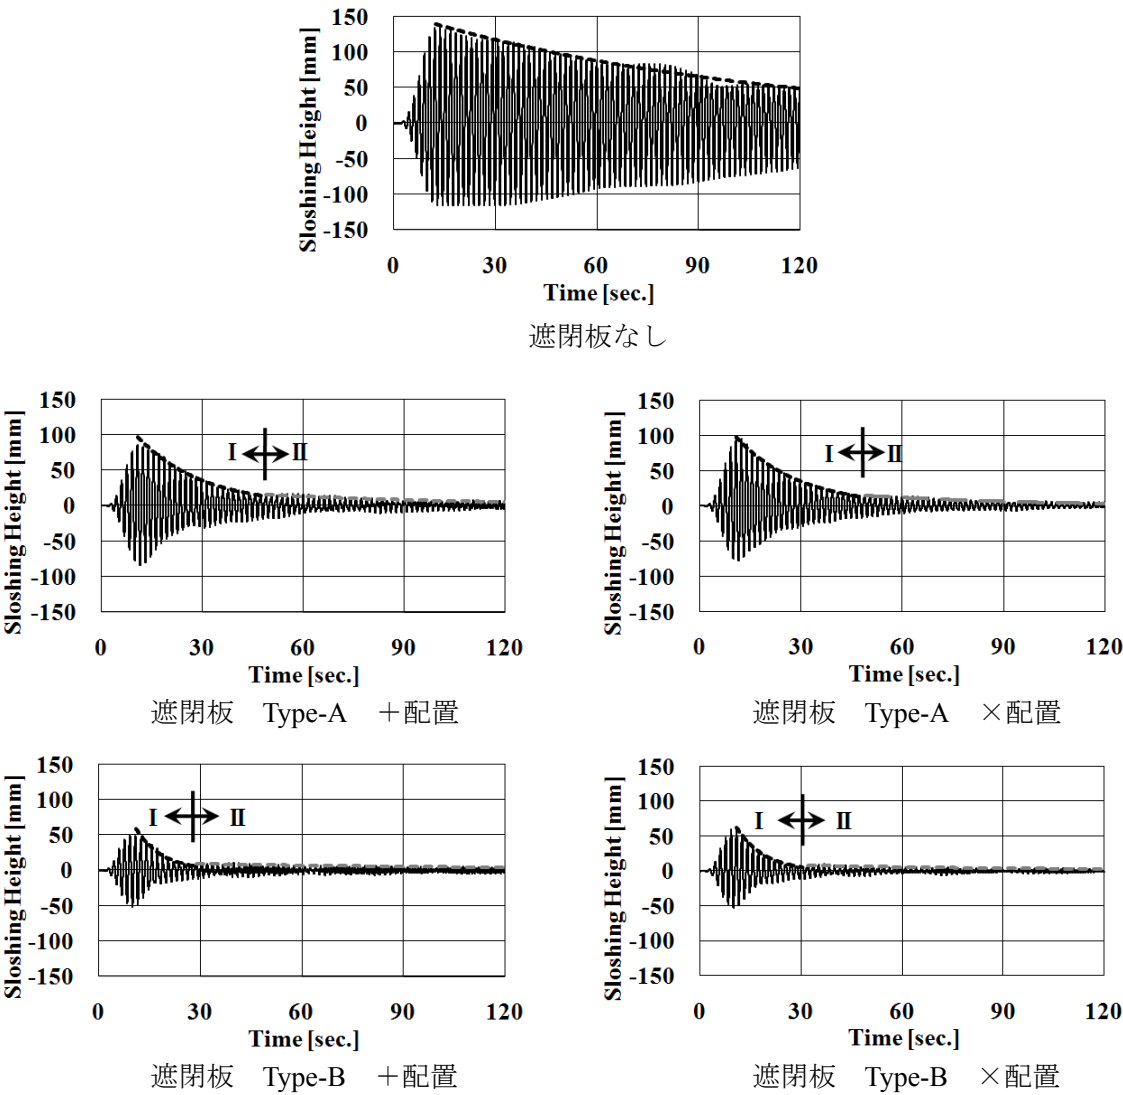 150
100
50
0
-50
-100
-150
Sloshing Height [mm]
0 30 60 90 120
Time [sec.]
遮閉板なし
150
100
50
0
-50
-100
-150
Sloshing Height [mm]
Ⅰ Ⅱ
0 30 60 90 120
Time [sec.]
遮閉板 Type-A ＋配置
150
100
50
0
-50
-100
-150
Sloshing Height [mm]
Ⅰ Ⅱ
0 30 60 90 120
Time [sec.]
遮閉板 Type-A ×配置
150
100
50
0
-50
-100
-150
Sloshing Height [mm]
Ⅰ Ⅱ
0 30 60 90 120
Time [sec.]
遮閉板 Type-B ＋配置
150
100
50
0
-50
-100
-150
Sloshing Height [mm]
Ⅰ Ⅱ
0 30 60 90 120
Time [sec.]
遮閉板 Type-B ×配置